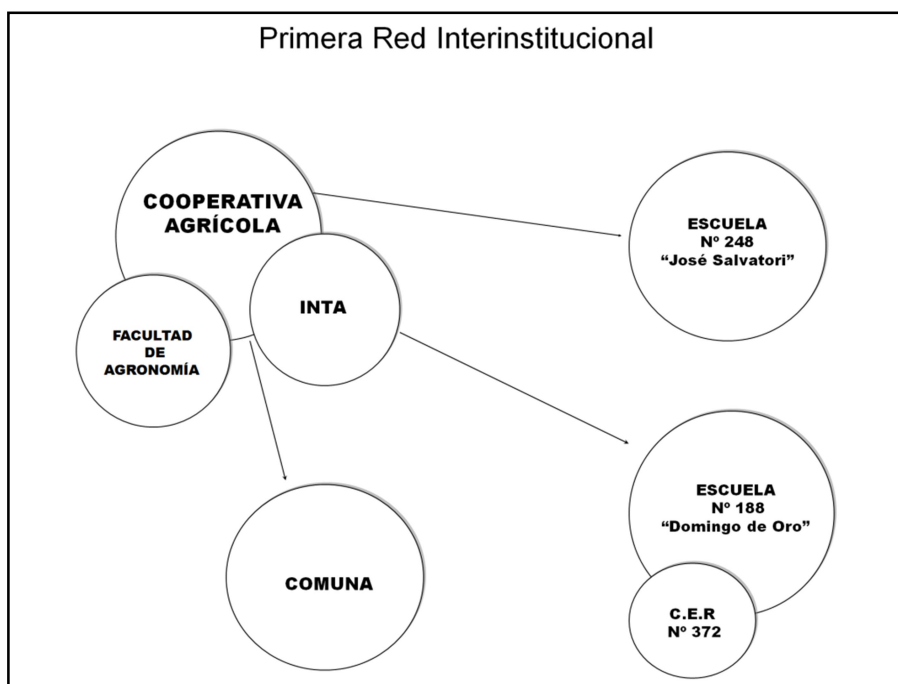 Primera Red Interinstitucional
COOPERATIVA
AGRÍCOLA
ESCUELA
Nº 248
“José Salvatori”
INTA
FACULTAD
DE
AGRONOMÍA
ESCUELA
Nº 188
“Domingo de Oro”
COMUNA
C.E.R
Nº 372